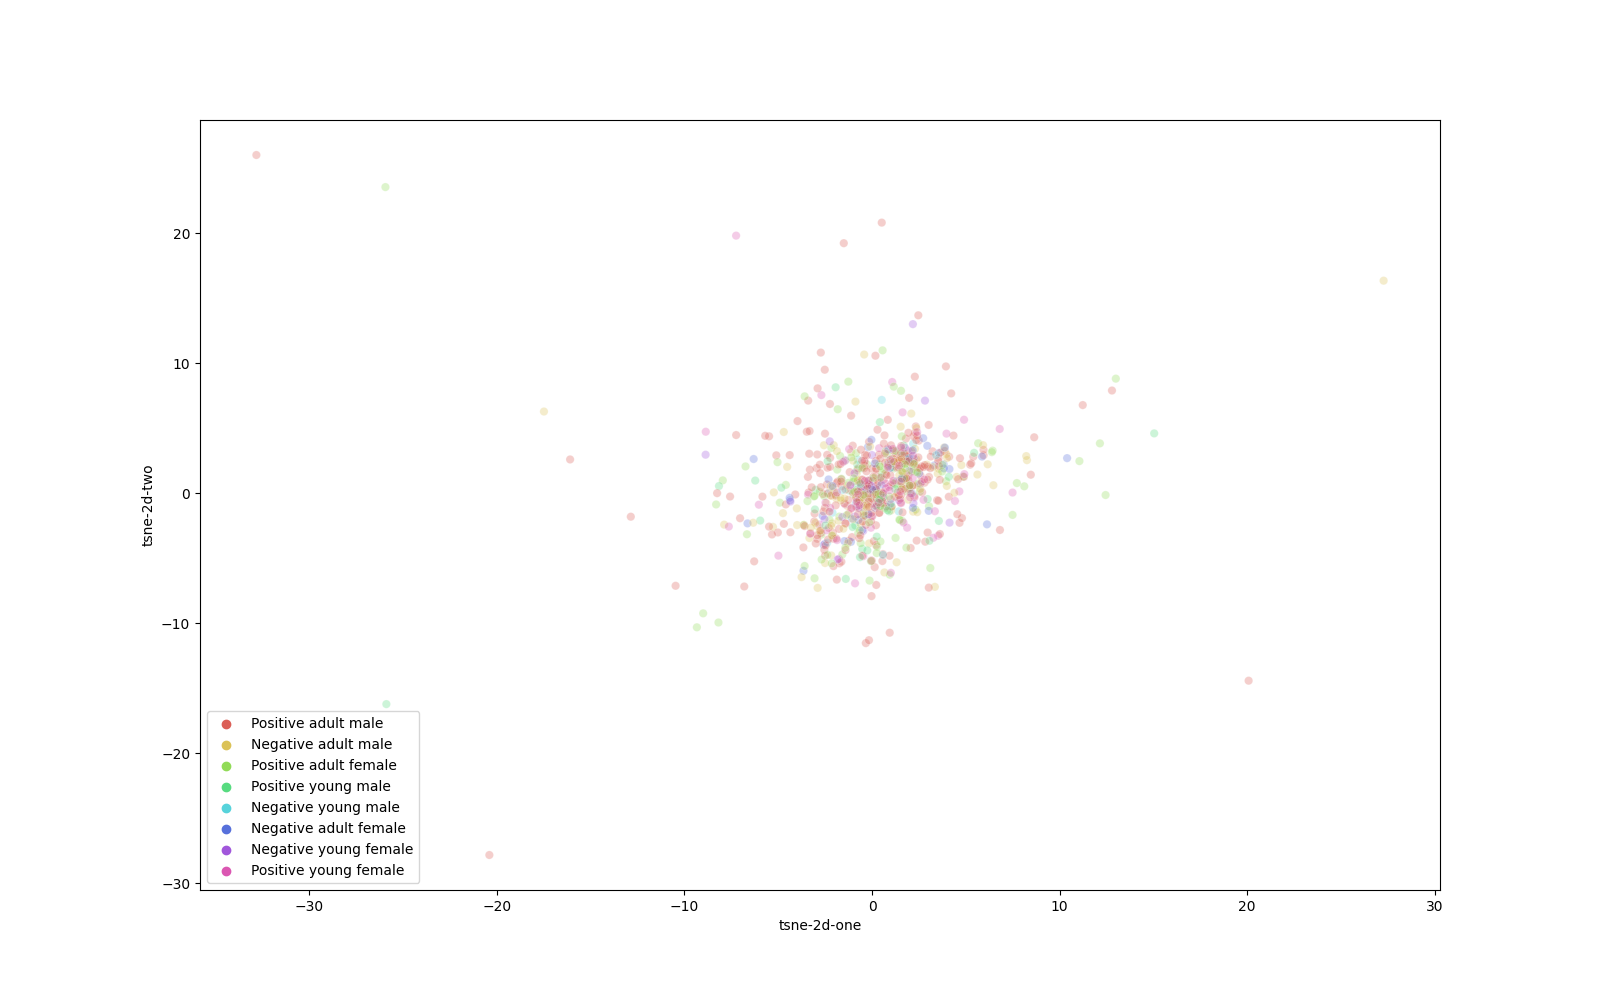 20
10
0
−10
−20
−30
tsne-2d-two
Positive adult male
Negative adult male
Positive adult female
Positive young male
Negative young male
Negative adult female
Negative young female
Positive young female
−30 −20 −10 0 10 20 30
tsne-2d-one